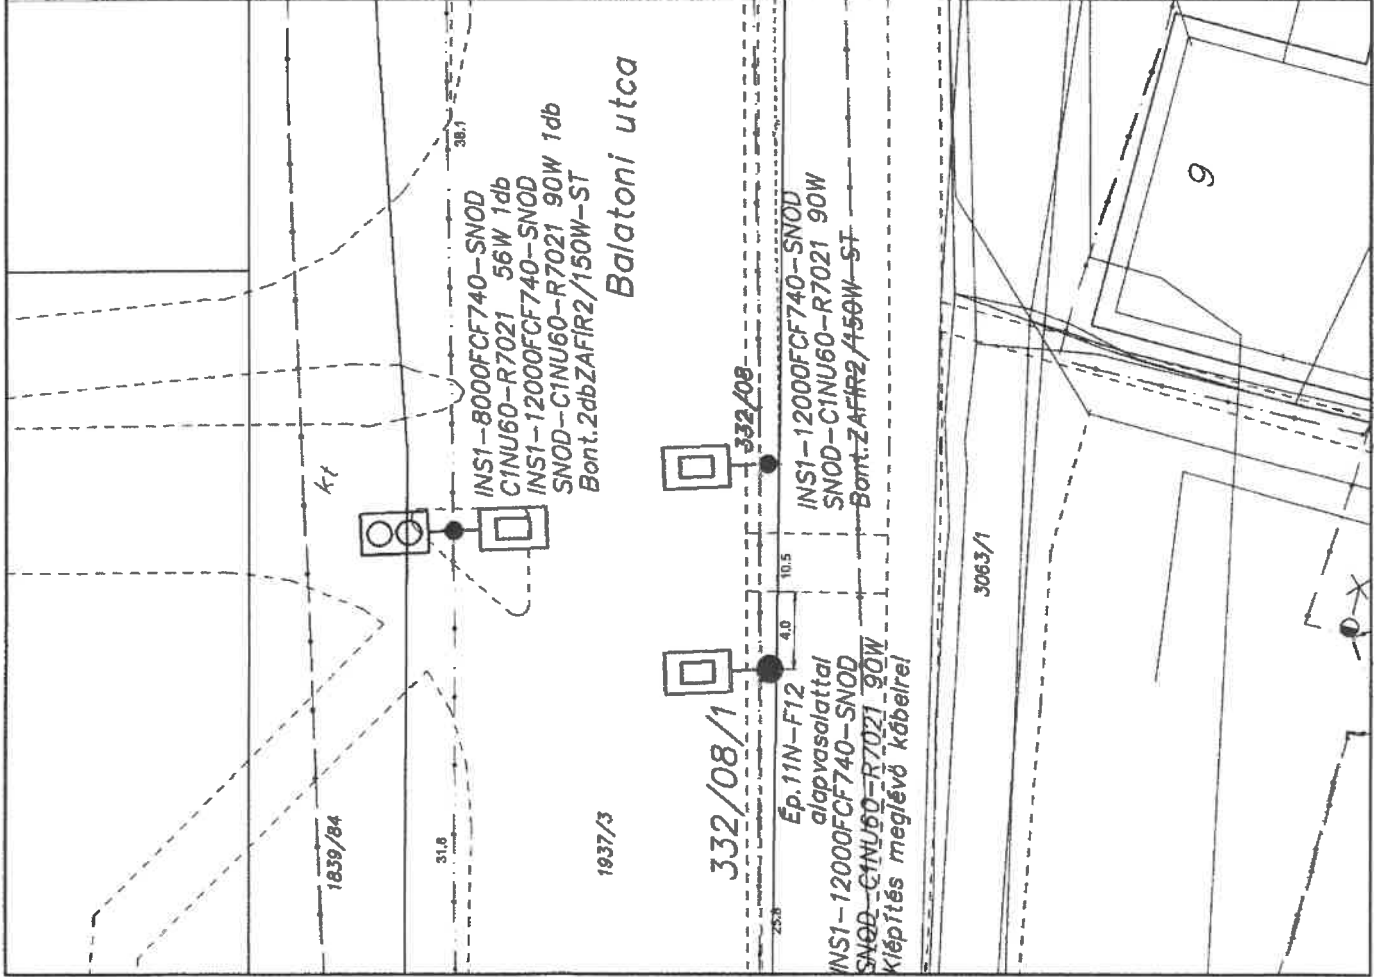 38.1
INS1-8000FCF740-SNOD
C1NU60-R7021 56W 1db
INS1-12000FCF740-SNOD
SNOD-C1NU60-R7021 90W 1db
Bont.2dbZAFIR2/150W-ST
Balatoni utca
kt
332/08
INS1-12000FCF740-SNOD
SNOD-C1NU60-R7021 90W
Bont.ZAFIR2/150W-ST
9
10.5
4.0
3063/1
332/08/1
Ép.11N-F12
alapvasalattal
INS1-12000FCF740-SNOD
SNOD-C1NU60-R7021 90W
Kiépítés meglévő kábelrel
1839/84
31.8
1937/3
25.8